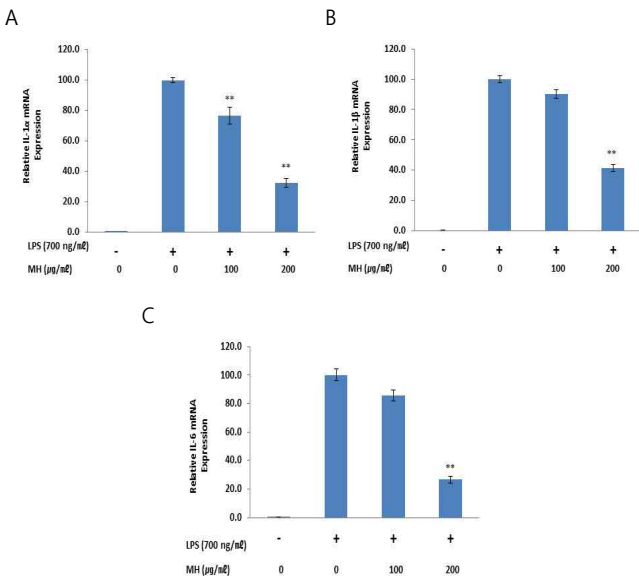 A
120.0
100.0
80.0
60.0
40.0
20.0
0.0
Relative IL-1α mRNA
Expression
**
**
LPS (700 ng/㎖) - + + +
MH (µg/㎖) 0 0 100 200
B
120.0
100.0
80.0
60.0
40.0
20.0
0.0
Relative IL-1β mRNA
Expression
**
LPS (700 ng/㎖) - + + +
MH (µg/㎖) 0 0 100 200
C
120.0
100.0
80.0
60.0
40.0
20.0
0.0
Relative IL-6 mRNA
Expression
**
LPS (700 ng/㎖) - + + +
MH (µg/㎖) 0 0 100 200